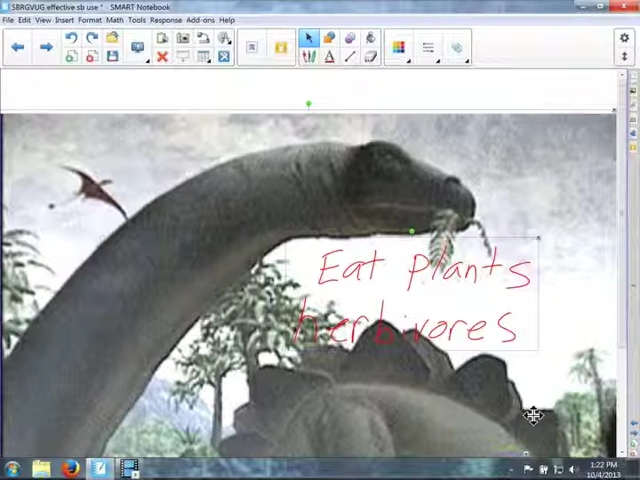 SBRGVUG effective sb use * - SMART Notebook
File Edit View Insert Format Math Tools Response Add-ons Help
Eat plants
herbivores
1:22 PM
10/4/2013